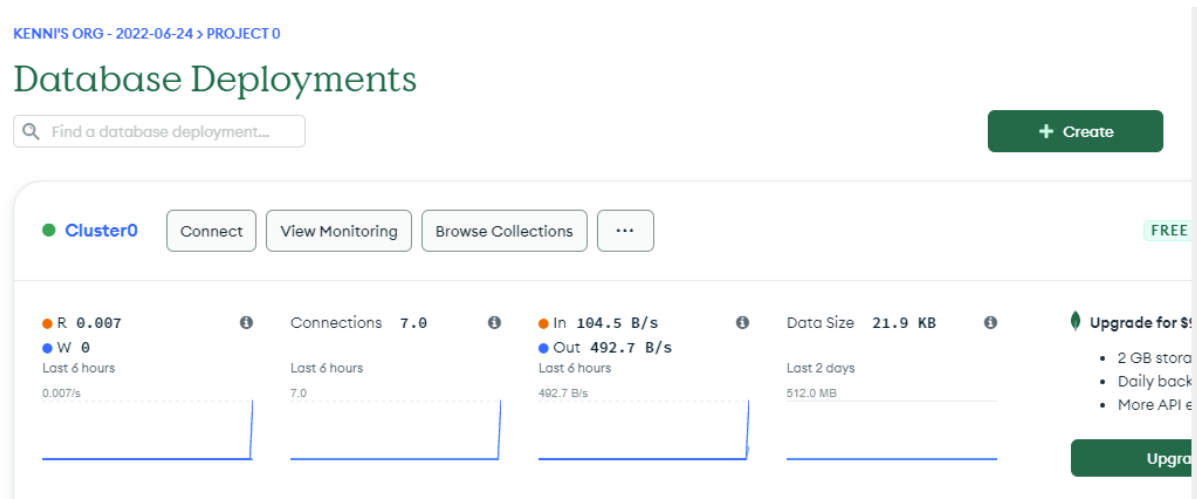 KENNI'S ORG - 2022-06-24 > PROJECT 0
Database Deployments
Find a database deployment...
+ Create
Cluster0
Connect
View Monitoring
Browse Collections
...
FREE
R 0.007
W 0
Last 6 hours
0.007/s
Connections 7.0
Last 6 hours
7.0
In 104.5 B/s
Out 492.7 B/s
Last 6 hours
492.7 B/s
Data Size 21.9 KB
Last 2 days
512.0 MB
Upgrade for
2 GB
Daily
More API